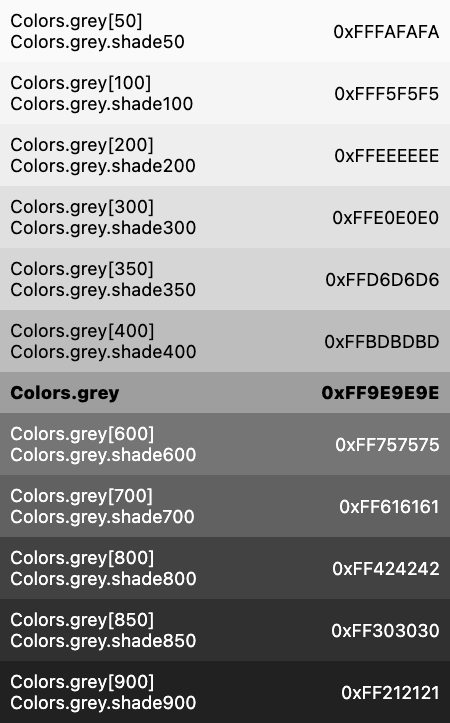 Colors.grey[50]
Colors.grey.shade50
0xFFFAFAFA
Colors.grey[100]
Colors.grey.shade100
0xFFF5F5F5
Colors.grey[200]
Colors.grey.shade200
0xFFEEEEEE
Colors.grey[300]
Colors.grey.shade300
0xFFE0E0E0
Colors.grey[350]
Colors.grey.shade350
0xFFD6D6D6
Colors.grey[400]
Colors.grey.shade400
0xFFBDBDBD
Colors.grey
0xFF9E9E9E
Colors.grey[600]
Colors.grey.shade600
0xFF757575
Colors.grey[700]
Colors.grey.shade700
0xFF616161
Colors.grey[800]
Colors.grey.shade800
0xFF424242
Colors.grey[850]
Colors.grey.shade850
0xFF303030
Colors.grey[900]
Colors.grey.shade900
0xFF212121